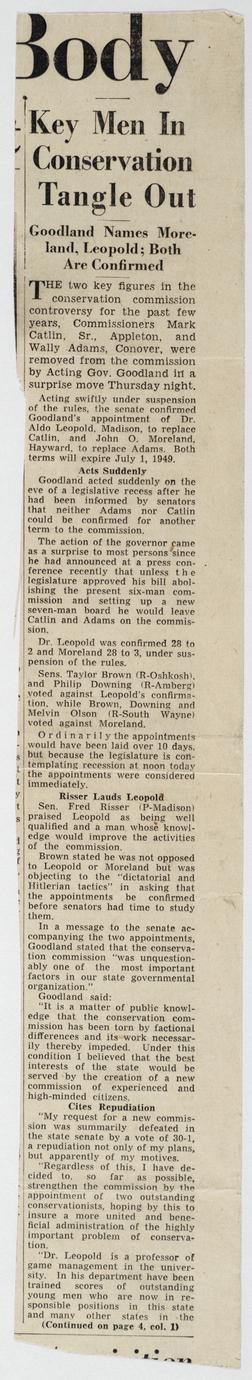 Body
Key Men In
Conservation
Tangle Out
Goodland Names More-
land, Leopold; Both
Are Confirmed
THE two key figures in the
conservation commission
controversy for the past few
years, Commissioners Mark
Catlin, Sr., Appleton, and
Wally Adams, Conover, were
removed from the commission
by Acting Gov. Goodland in a
surprise move Thursday night.
Acting swiftly under suspension
of the rules, the senate confirmed
Goodland's appointment of Dr.
Aldo Leopold, Madison, to replace
Catlin, and John O. Moreland,
Hayward, to replace Adams. Both
terms will expire July 1, 1949.
Acts Suddenly
Goodland acted suddenly on the
eve of a legislative recess after he
had been informed by senators
that neither Adams nor Catlin
could be confirmed for another
term to the commission.
The action of the governor came
as a surprise to most persons since
he had announced at a press con-
ference recently that unless the
legislature approved his bill abol-
ishing the present six-man com-
mission and setting up a new
seven-man board he would leave
Catlin and Adams on the commis-
sion.
Dr. Leopold was confirmed 28 to
2 and Moreland 28 to 3, under sus-
pension of the rules.
Sens. Taylor Brown (R-Oshkosh),
and Philip Downing (R-Amberg)
voted against Leopold's confirma-
tion, while Brown, Downing and
Melvin Olson (R-South Wayne)
voted against Moreland.
Ordinarily the appointments
would have been laid over 10 days,
but because the legislature is con-
templating recession at noon today
the appointments were considered
immediately.
Risser Lauds Leopold
Sen. Fred Risser (P-Madison)
praised Leopold as being well
qualified and a man whose knowl-
edge would improve the activities
of the commission.
Brown stated he was not opposed
to Leopold or Moreland but was
objecting to the "dictatorial and
Hitlerian tactics" in asking that
the appointments be confirmed
before senators had time to study
them.
In a message to the senate ac-
companying the two appointments,
Goodland stated that the conserva-
tion commission "was unquestion-
ably one of the most important
factors in our state governmental
organization."
Goodland said:
"It is a matter of public knowl-
edge that the conservation com-
mission has been torn by factional
differences and its work necessar-
ily thereby impeded. Under this
condition I believed that the best
interests of the state would be
served by the creation of a new
commission of experienced and
high-minded citizens.
Cites Repudiation
"My request for a new commis-
sion was summarily defeated in
the state senate by a vote of 30-1,
a repudiation not only of my plans,
but apparently of my motives.
"Regardless of this, I have de-
cided to, so far as possible,
strengthen the commission by the
appointment of two outstanding
conservationists, hoping by this to
insure a more united and bene-
ficial administration of the highly
important problem of conserva-
tion.
"Dr. Leopold is a professor of
game management in the univer-
sity. In his department have been
trained scores of outstanding
young men who are now in re-
sponsible positions in this state
and many other states in the
(Continued on page 4, col. 1)